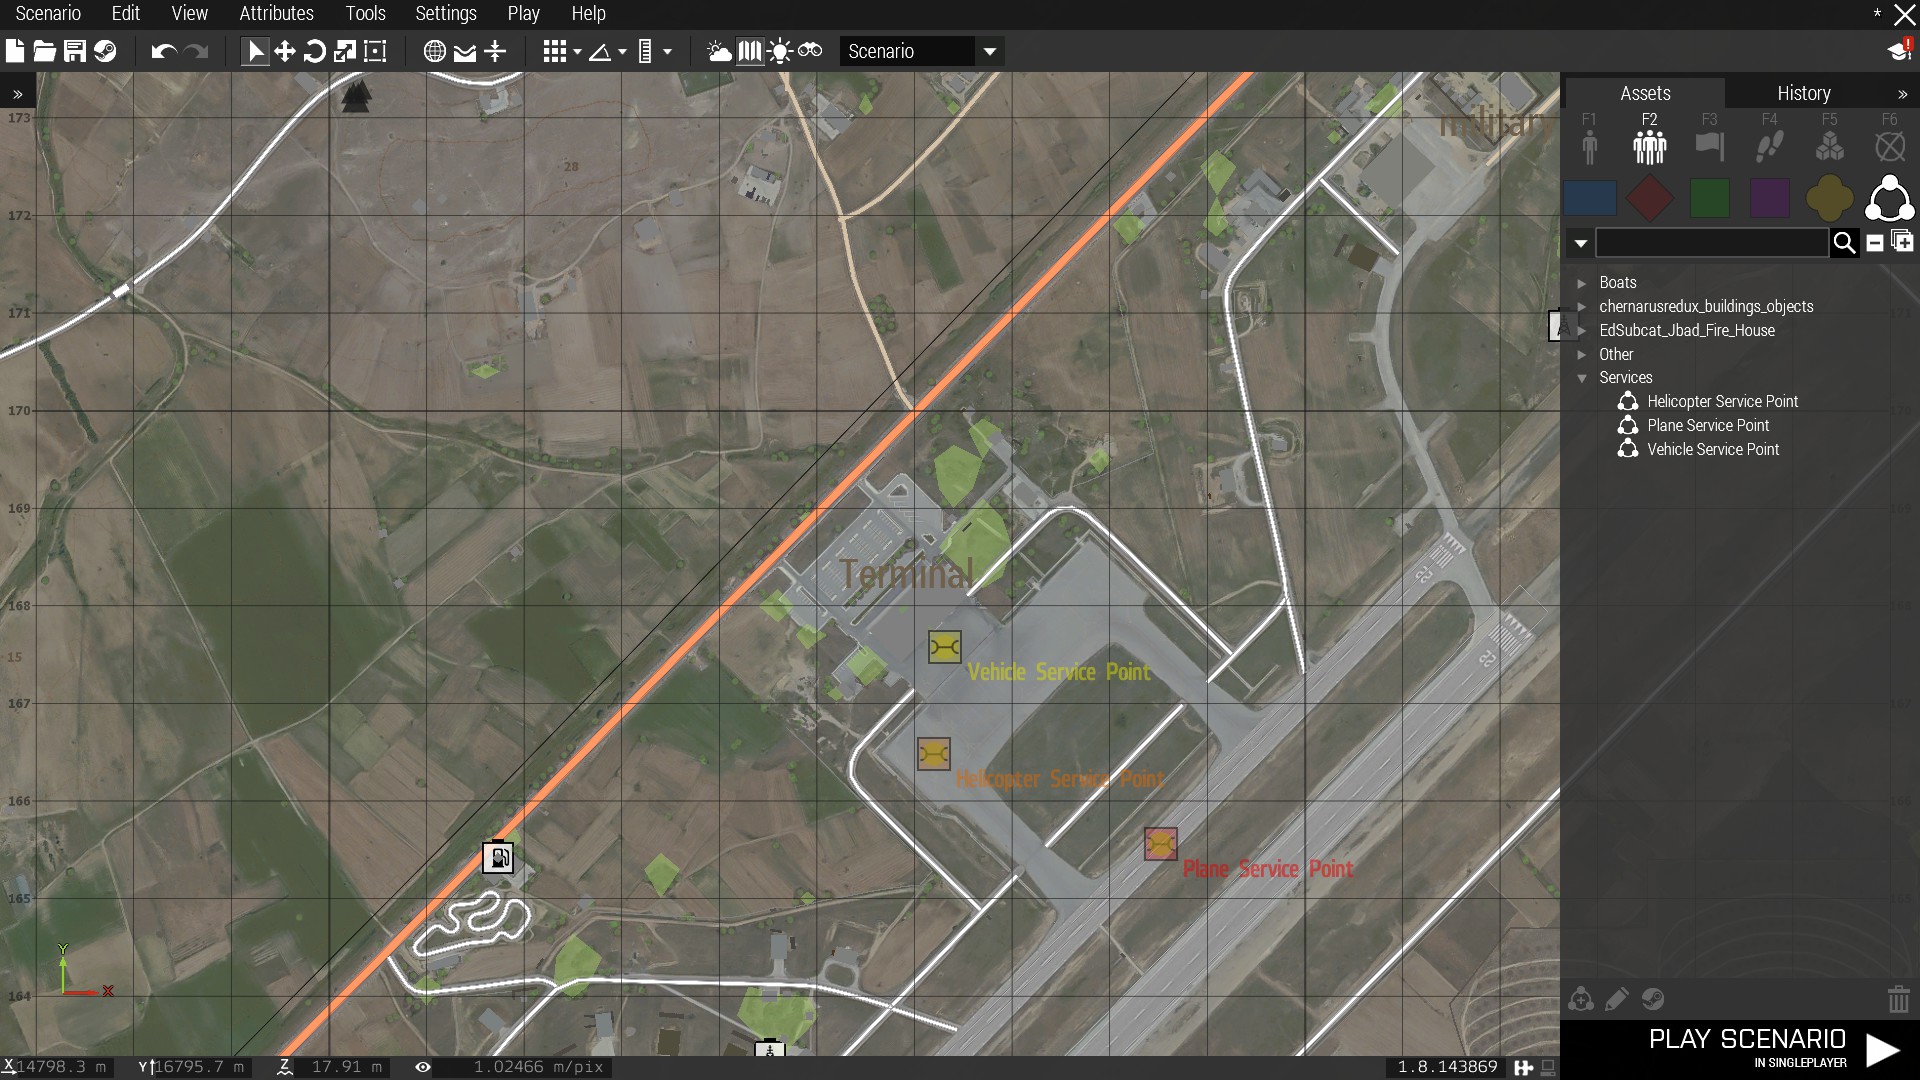 Scenario Edit View Attributes Tools Settings Play Help *
Scenario
Assets History
F1 F2 F3 F4 F5 F6
Boats
chernarusredux_buildings_objects
EdSubcat_Jbad_Fire_House
Other
Services
Helicopter Service Point
Plane Service Point
Vehicle Service Point
173
military
28
172
171
170
169
Terminal
168
15
Vehicle Service Point
167
Helicopter Service Point
166
Plane Service Point
165
164
Y
X
22
22
X 14798.3 m Y 16795.7 m Z 17.91 m 1.02466 m/pix 1.8.143869
PLAY SCENARIO
IN SINGLEPLAYER